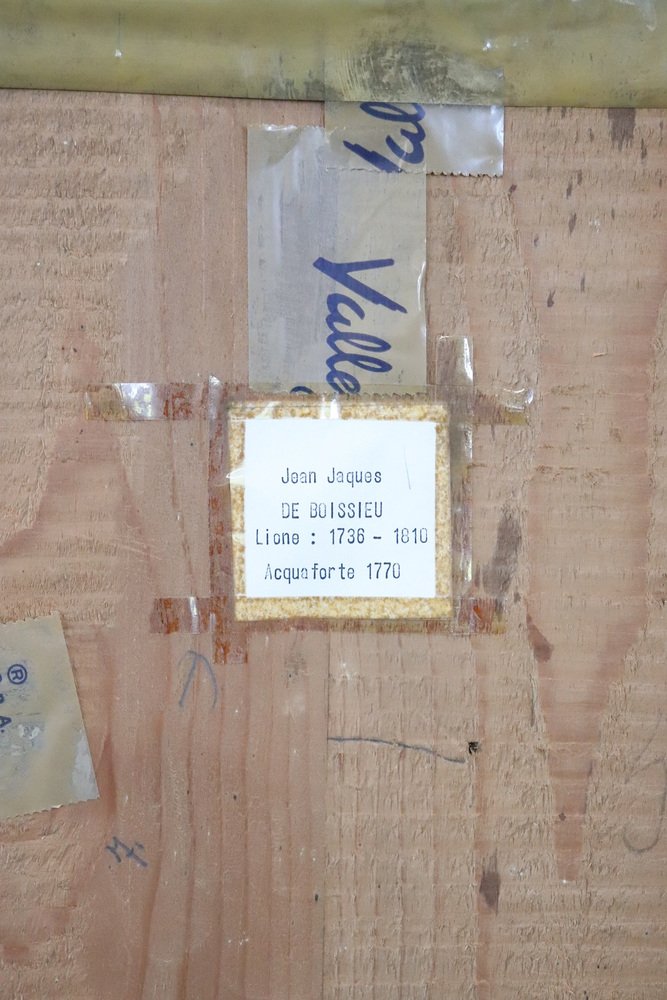 Valle
Jean Jaques
DE BOISSIEU
Lione : 1736 - 1810
Acquaforte 1770
®
p.A.